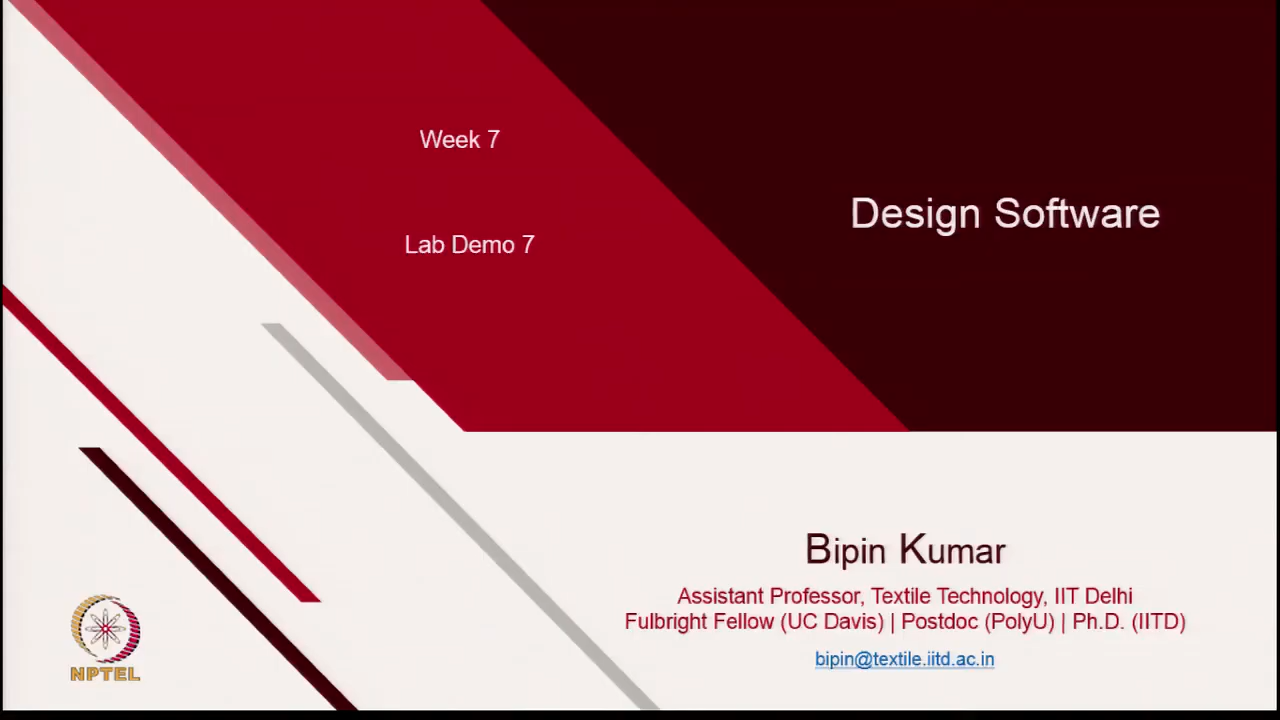 Week 7
Lab Demo 7
Design Software
Bipin Kumar
Assistant Professor, Textile Technology, IIT Delhi
Fulbright Fellow (UC Davis) | Postdoc (PolyU) | Ph.D. (IITD)
bipin@textile.iitd.ac.in
NPTEL